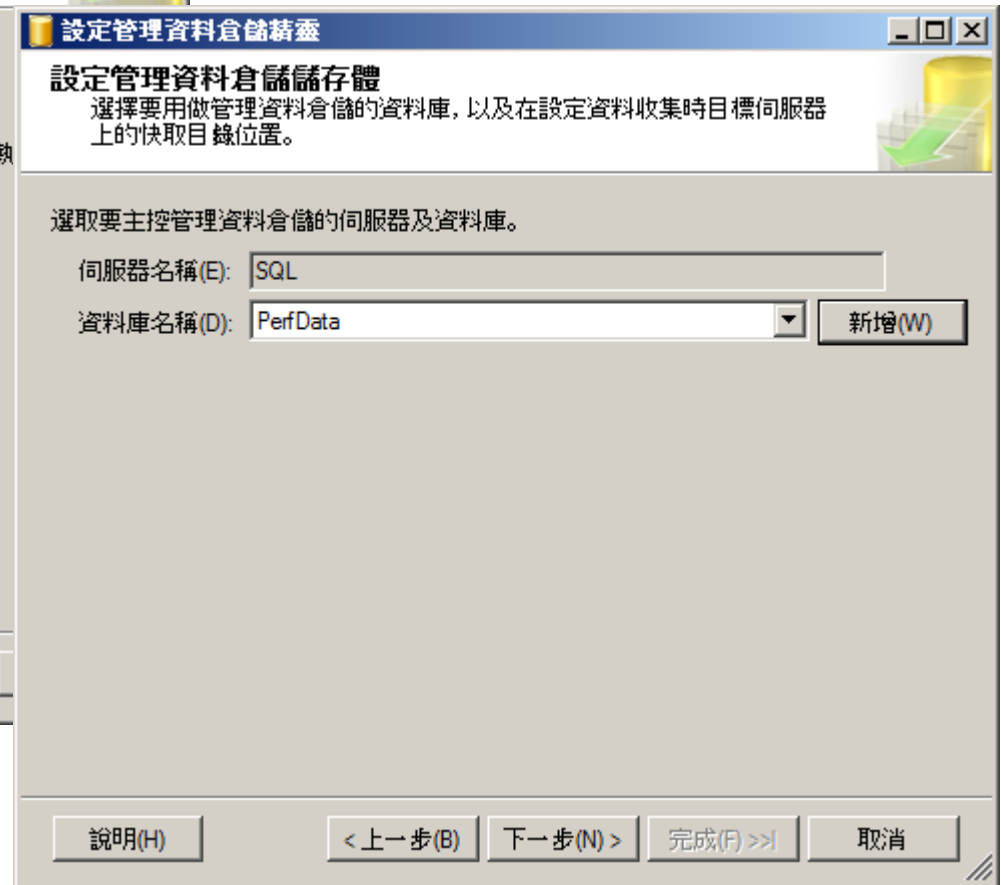 設定管理資料倉儲精靈
設定管理資料倉儲儲存體
選擇要用做管理資料倉儲的資料庫, 以及在設定資料收集時目標伺服器
上的快取目錄位置。
執
選取要主控管理資料倉儲的伺服器及資料庫。
伺服器名稱(E): SQL
資料庫名稱(D): PerfData 新增(W)
說明(H) < 上一步(B) 下一步(N) > 完成(F) >>| 取消